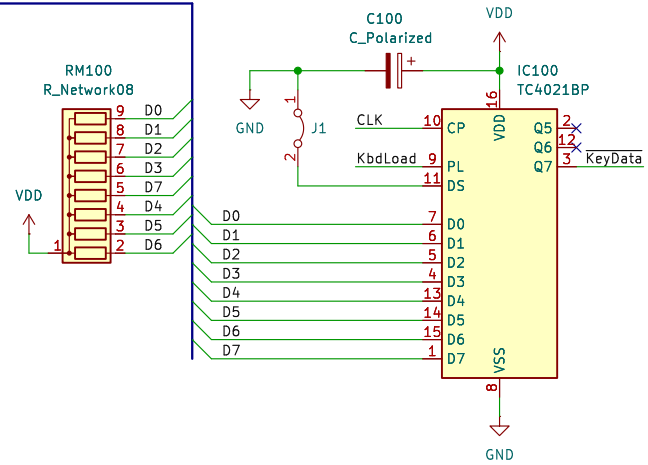 C100
C_Polarized
+
VDD
RM100
R_Network08
9 D0
8 D1
7 D2
6 D3
5 D7
4 D4
3 D5
2 D6
VDD
1
GND
1
J1
2
IC100
TC4021BP
16
VDD
CLK 10 CP
KbdLoad 9 PL
11 DS
D0 7 D0
D1 6 D1
D2 5 D2
D3 4 D3
D4 13 D4
D5 14 D5
D6 15 D6
D7 1 D7
Q5 2
Q6 12
Q7 3 KeyData
VSS
8
GND